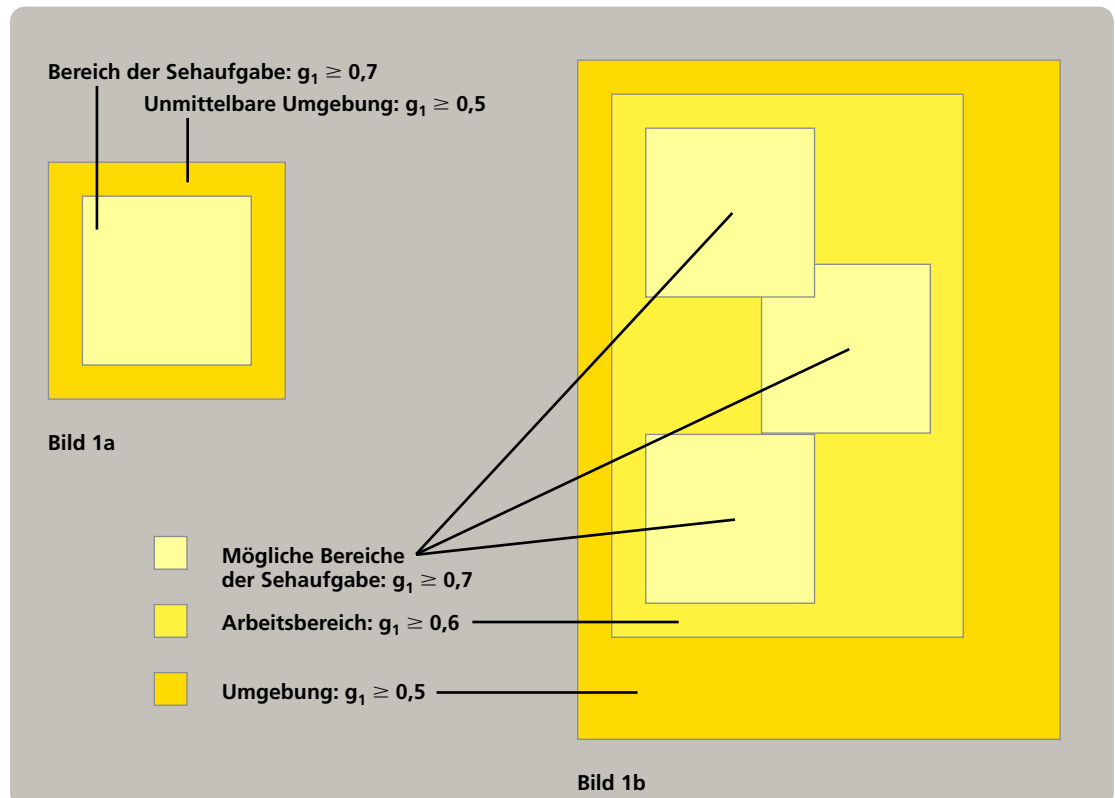 Bereich der Sehaufgabe: g₁ ≥ 0,7
Unmittelbare Umgebung: g₁ ≥ 0,5
Bild 1a
Mögliche Bereiche
der Sehaufgabe: g₁ ≥ 0,7
Arbeitsbereich: g₁ ≥ 0,6
Umgebung: g₁ ≥ 0,5
Bild 1b